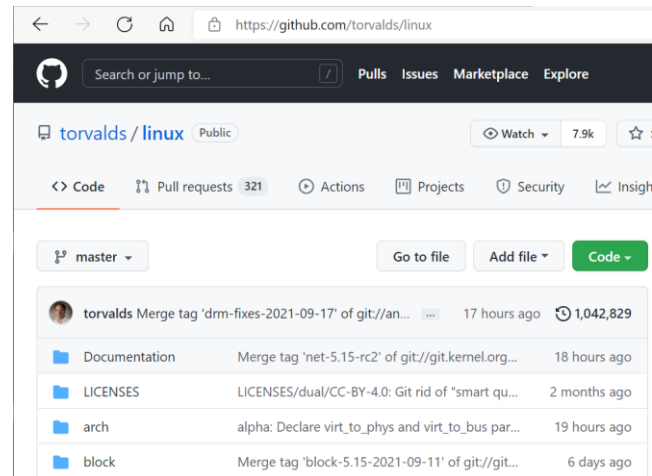 https://github.com/torvalds/linux
Search or jump to... / Pulls Issues Marketplace Explore
torvalds / linux Public Watch 7.9k
Code Pull requests 321 Actions Projects Security Insigh
master Go to file Add file Code
torvalds Merge tag 'drm-fixes-2021-09-17' of git://an... ... 17 hours ago 1,042,829
Documentation Merge tag 'net-5.15-rc2' of git://git.kernel.org... 18 hours ago
LICENSES LICENSES/dual/CC-BY-4.0: Git rid of "smart qu... 2 months ago
arch alpha: Declare virt_to_phys and virt_to_bus par... 19 hours ago
block Merge tag 'block-5.15-2021-09-11' of git://git... 6 days ago